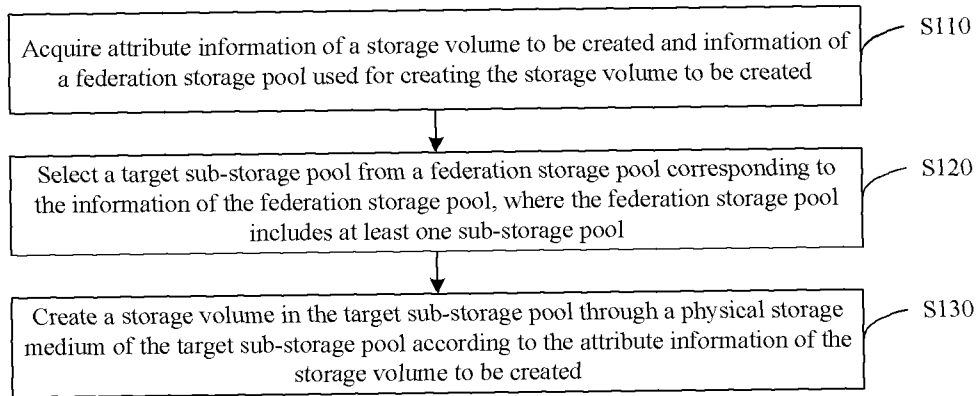 Acquire attribute information of a storage volume to be created and information of
a federation storage pool used for creating the storage volume to be created
S110
Select a target sub-storage pool from a federation storage pool corresponding to
the information of the federation storage pool, where the federation storage pool
includes at least one sub-storage pool
S120
Create a storage volume in the target sub-storage pool through a physical storage
medium of the target sub-storage pool according to the attribute information of the
storage volume to be created
S130